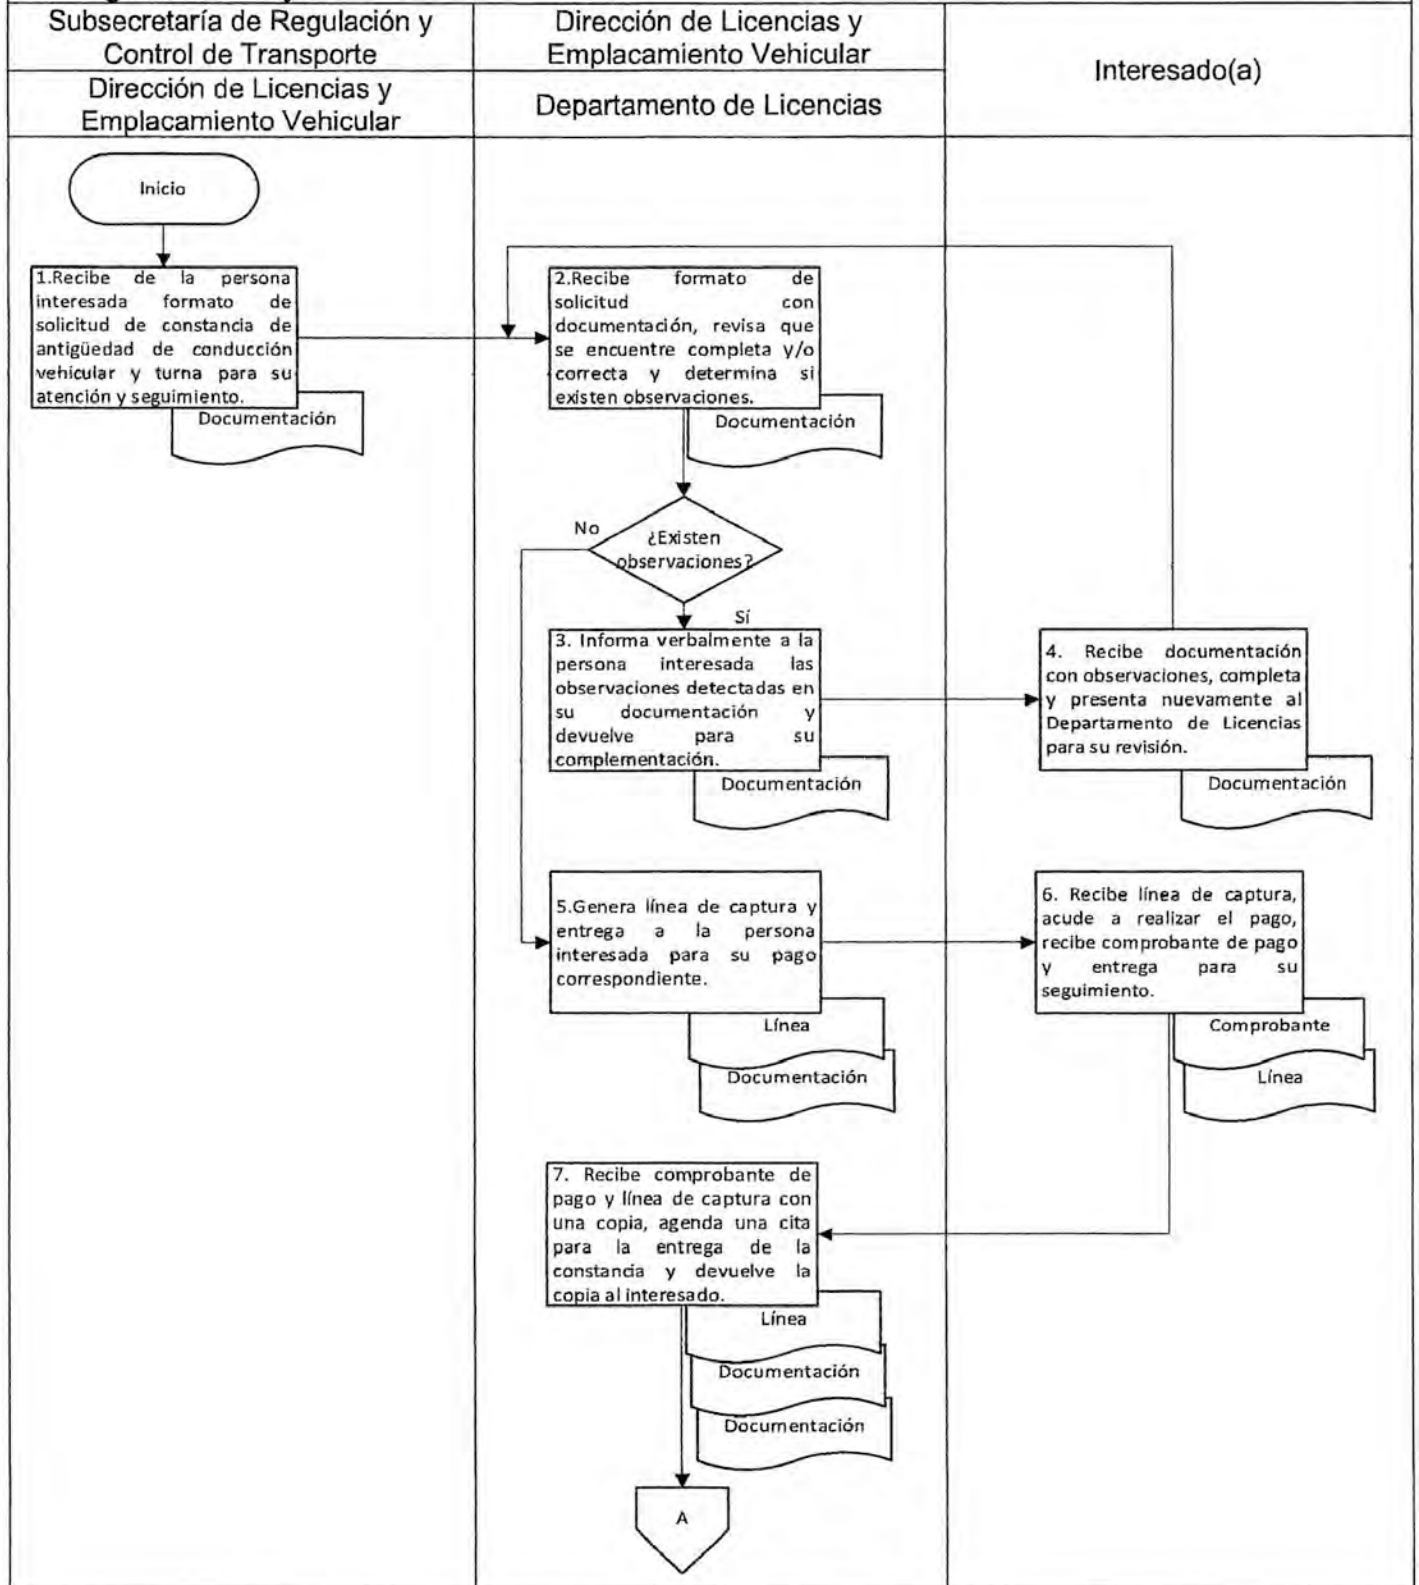 Subsecretaría de Regulación y
Control de Transporte
Dirección de Licencias y
Emplacamiento Vehicular
Interesado(a)
Dirección de Licencias y
Emplacamiento Vehicular
Departamento de Licencias
Inicio
1.Recibe de la persona
interesada formato de
solicitud de constancia de
antigüedad de conducción
vehicular y turna para su
atención y seguimiento.
Documentación
2.Recibe formato de
solicitud con
documentación, revisa que
se encuentre completa y/o
correcta y determina si
existen observaciones.
Documentación
¿Existen
observaciones?
No
Sí
3. Informa verbalmente a la
persona interesada las
observaciones detectadas en
su documentación y
devuelve para su
complementación.
Documentación
4. Recibe documentación
con observaciones, completa
y presenta nuevamente al
Departamento de Licencias
para su revisión.
Documentación
5.Genera línea de captura y
entrega a la persona
interesada para su pago
correspondiente.
Línea
Documentación
6. Recibe línea de captura,
acude a realizar el pago,
recibe comprobante de pago
y entrega para su
seguimiento.
Comprobante
Línea
7. Recibe comprobante de
pago y línea de captura con
una copia, agenda una cita
para la entrega de la
constancia y devuelve la
copia al interesado.
Línea
Documentación
Documentación
A